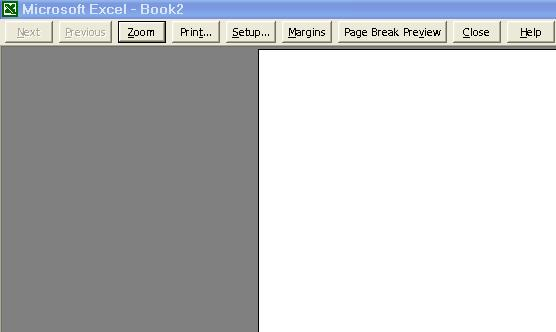 Microsoft Excel - Book2
Next Previous Zoom Print... Setup... Margins Page Break Preview Close Help